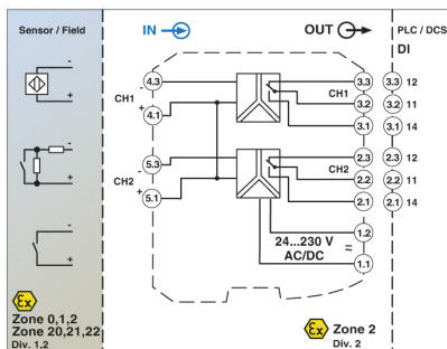 Sensor / Field
IN
OUT
PLC / DCS
DI
-
+
-
+
-
+
4.3
-
CH1
+
4.1
5.3
-
CH2
+
5.1
3.3
CH1
3.2
3.1
2.3
CH2
2.2
2.1
1.2
24...230 V
AC/DC
≈
1.1
3.3 12
3.2 11
3.1 14
2.3 12
2.2 11
2.1 14
Ex
Zone 0,1,2
Zone 20,21,22
Div. 1,2
Ex Zone 2
Div. 2